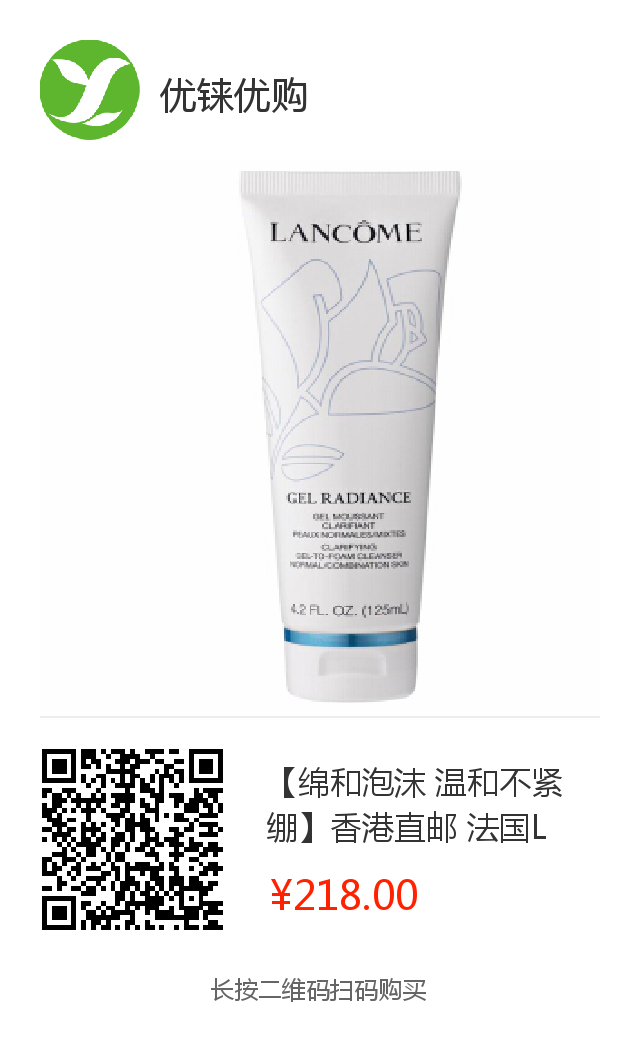 优铼优购
LANCÔME
GEL RADIANCE
GEL MOUSSANT
CLARIFIANT
PEAUX NORMALES/MIXTES
CLARIFYING
GEL-TO-FOAM CLEANSER
NORMAL/COMBINATION SKIN
4.2 FL. OZ. (125mL)
【绵和泡沫 温和不紧
绷】香港直邮 法国L
¥218.00
长按二维码扫码购买